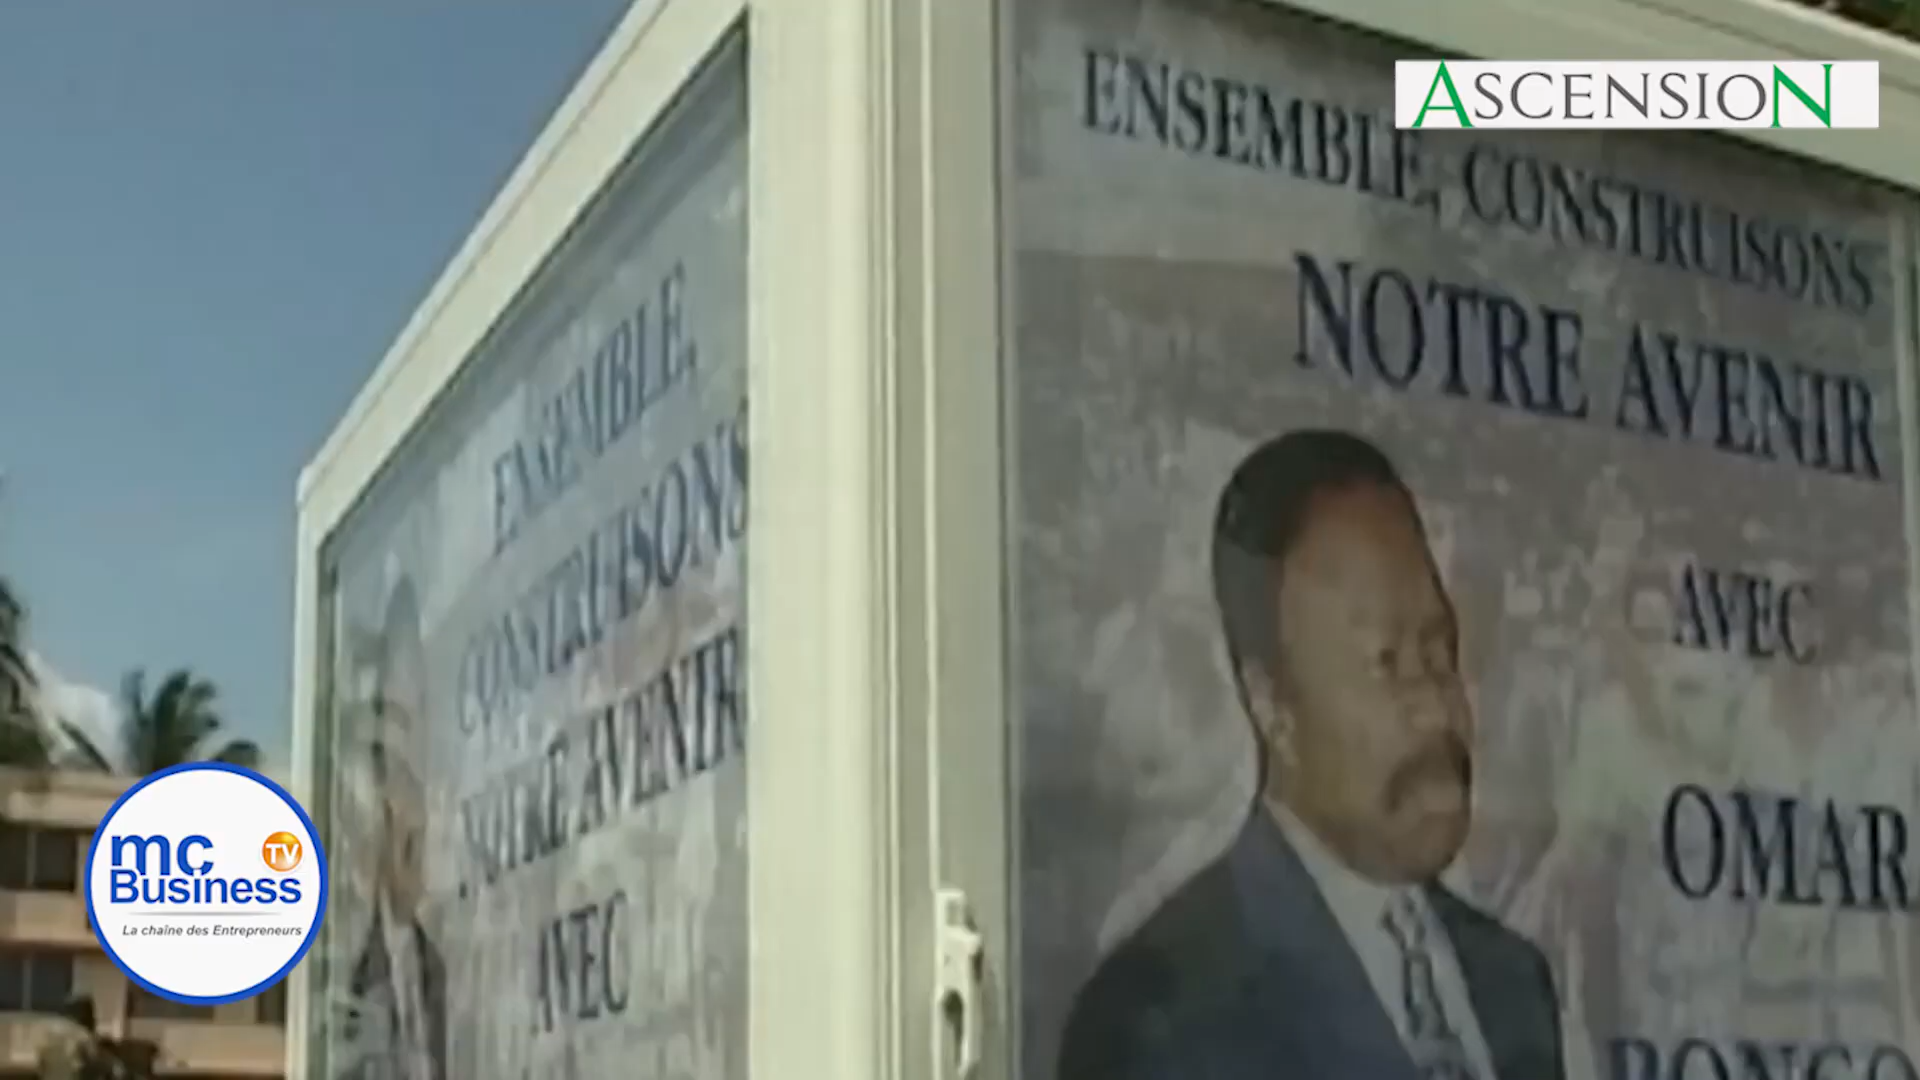 ASCENSION
ENSEMBLE, CONSTRUISONS
NOTRE AVENIR
AVEC
OMAR
BONGO
ENSEMBLE,
CONSTRUISONS
NOTRE AVENIR
AVEC
mc
Business
TV
La chaîne des Entrepreneurs